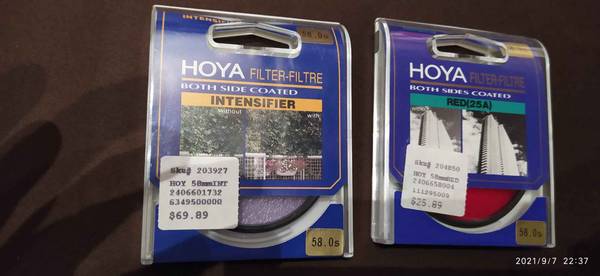 INTENSIFIER
58.0s
HOYA FILTER-FILTRE
BOTH SIDE COATED
INTENSIFIER
without
with
Sku# 203927
HOY 58mmINT
2406601732
6349500000
$69.89
58.0s
HOYA FILTER-FILTRE
BOTH SIDES COATED
RED(25A)
Sku# 204850
HOY 58mmRED
2406658004
111295009
$25.89
58.0s
2021/9/7 22:37